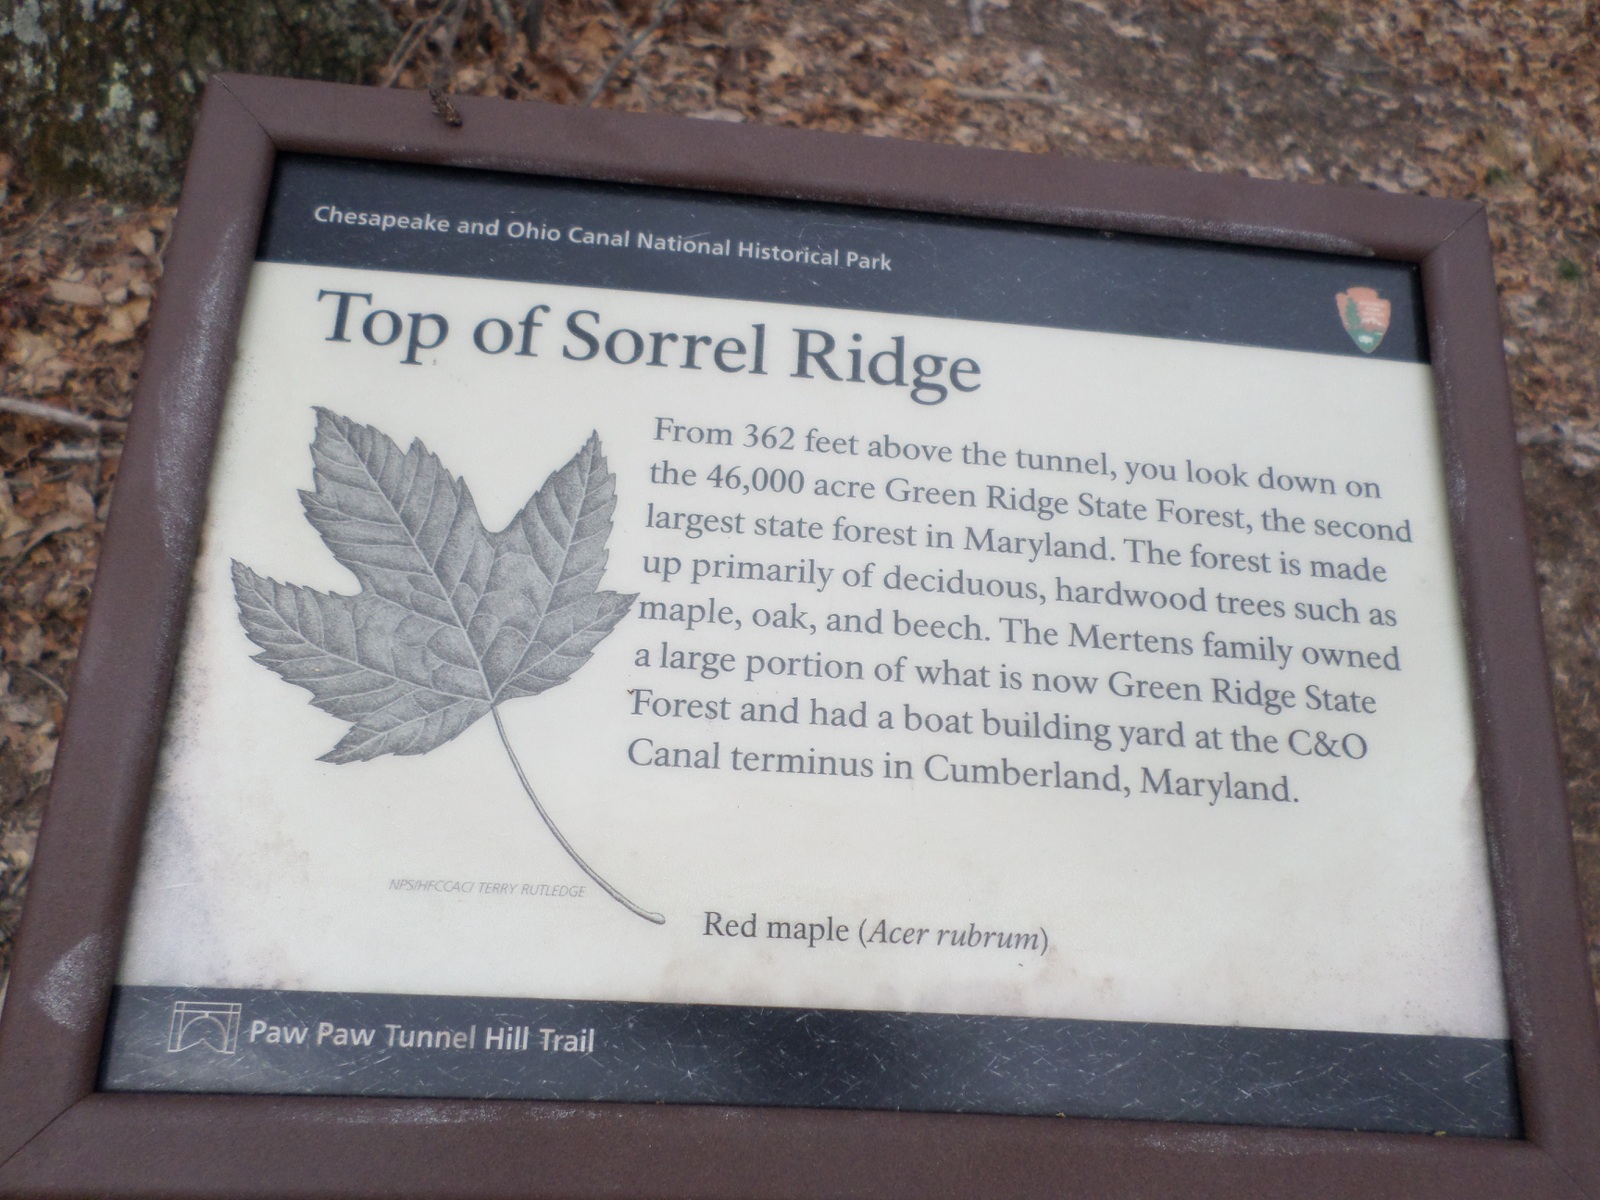 Chesapeake and Ohio Canal National Historical Park
Top of Sorrel Ridge
From 362 feet above the tunnel, you look down on
the 46,000 acre Green Ridge State Forest, the second
largest state forest in Maryland. The forest is made
up primarily of deciduous, hardwood trees such as
maple, oak, and beech. The Mertens family owned
a large portion of what is now Green Ridge State
Forest and had a boat building yard at the C&O
Canal terminus in Cumberland, Maryland.
NPS/HFCCAC/ TERRY RUTLEDGE
Red maple (Acer rubrum)
Paw Paw Tunnel Hill Trail